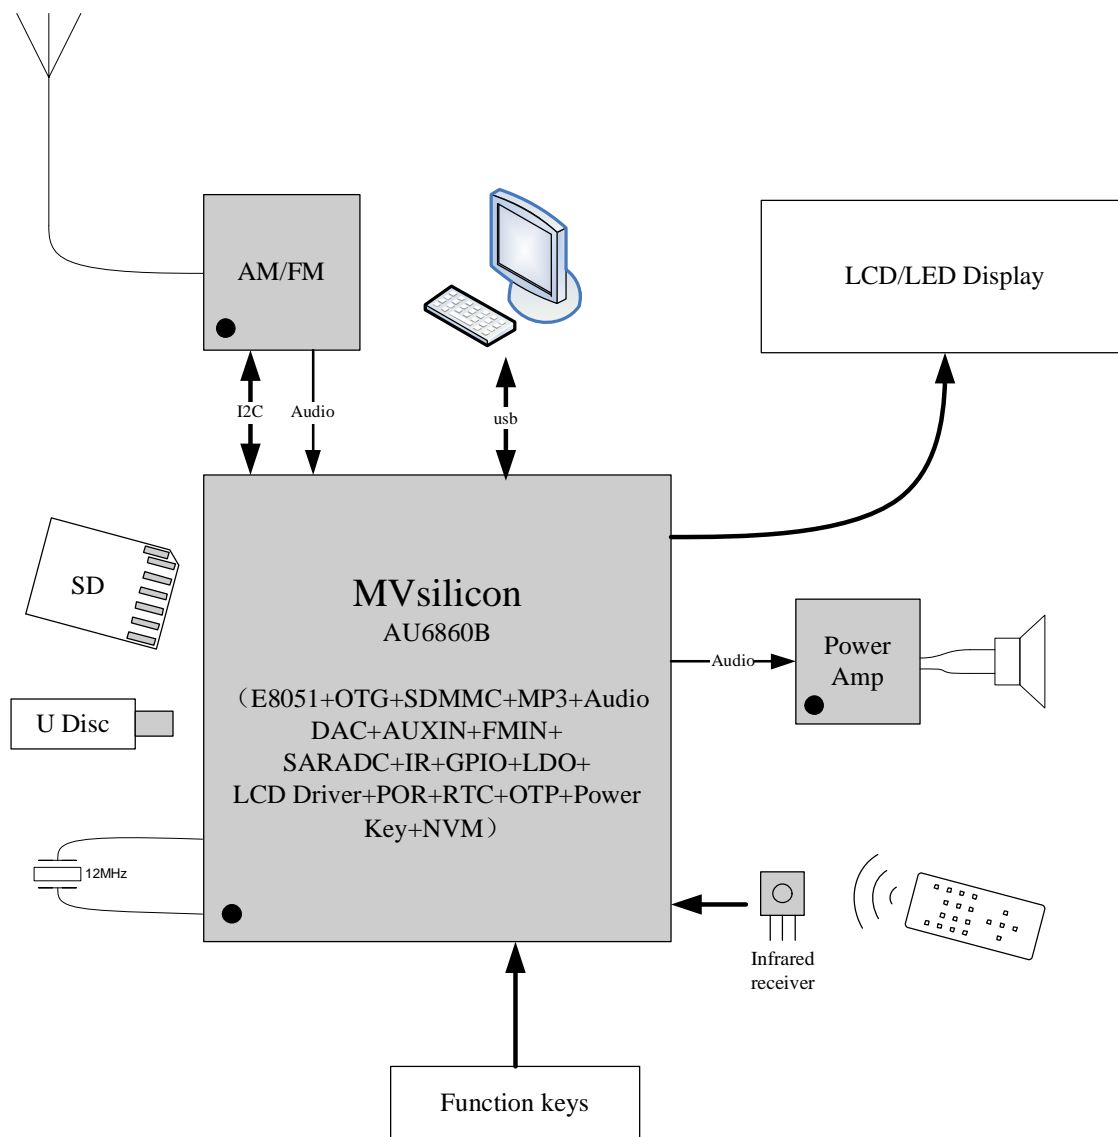 AM/FM
LCD/LED Display
I2C
Audio
usb
SD
MVsilicon
AU6860B
（E8051+OTG+SDMMC+MP3+Audio
DAC+AUXIN+FMIN+
SARADC+IR+GPIO+LDO+
LCD Driver+POR+RTC+OTP+Power
Key+NVM）
Audio
Power
Amp
U Disc
12MHz
Infrared
receiver
Function keys